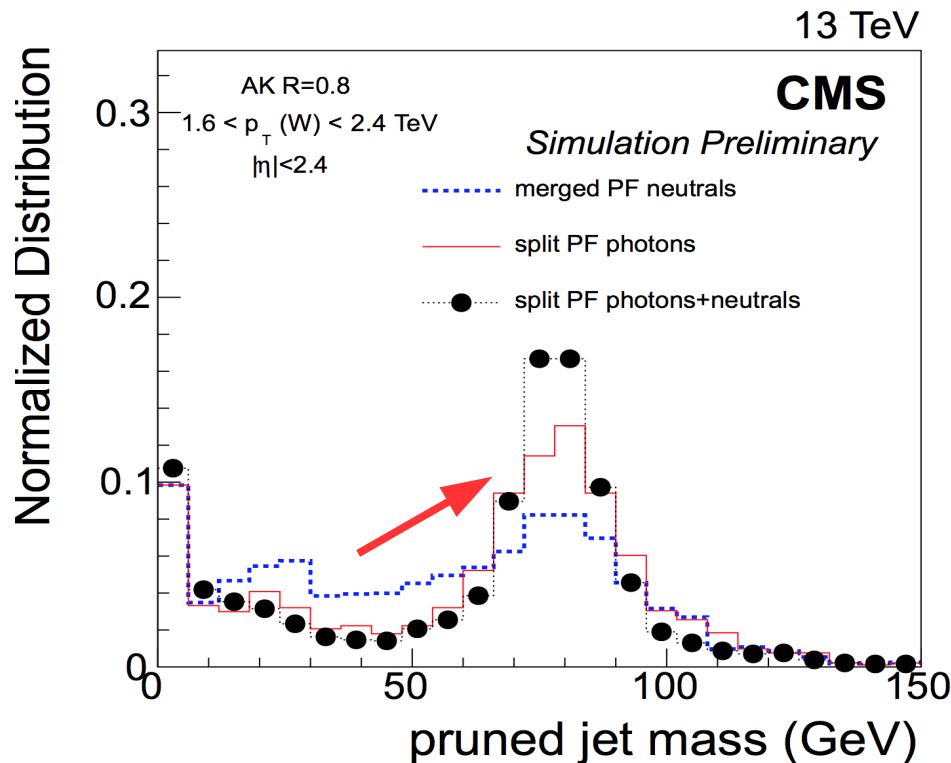 13 TeV
AK R=0.8
1.6 < p_T (W) < 2.4 TeV
|η|<2.4
CMS
Simulation Preliminary
merged PF neutrals
split PF photons
split PF photons+neutrals
Normalized Distribution
0.3
0.2
0.1
0
0 50 100 150
pruned jet mass (GeV)